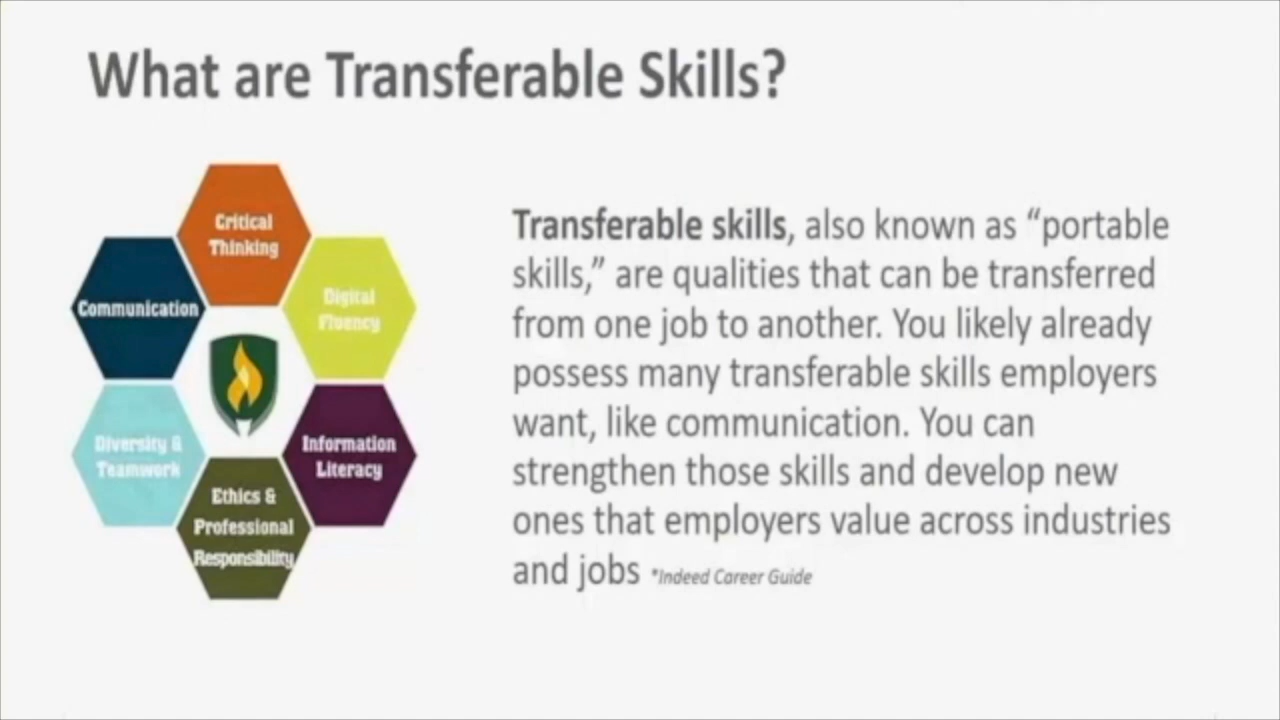 What are Transferable Skills?
Critical
Thinking
Communication
Digital
Fluency
Diversity &
Teamwork
Information
Literacy
Ethics &
Professional
Responsibility
Transferable skills, also known as “portable
skills,” are qualities that can be transferred
from one job to another. You likely already
possess many transferable skills employers
want, like communication. You can
strengthen those skills and develop new
ones that employers value across industries
and jobs *Indeed Career Guide